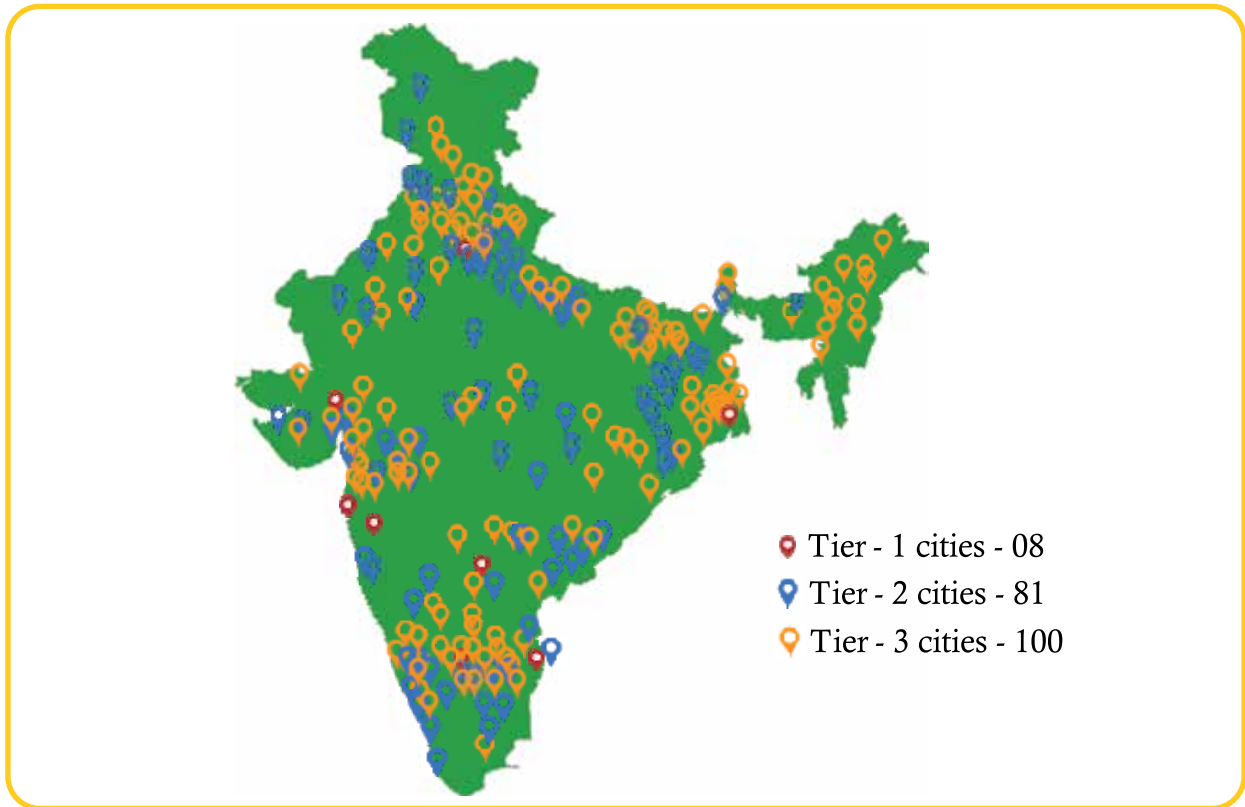 Tier - 1 cities - 08
Tier - 2 cities - 81
Tier - 3 cities - 100